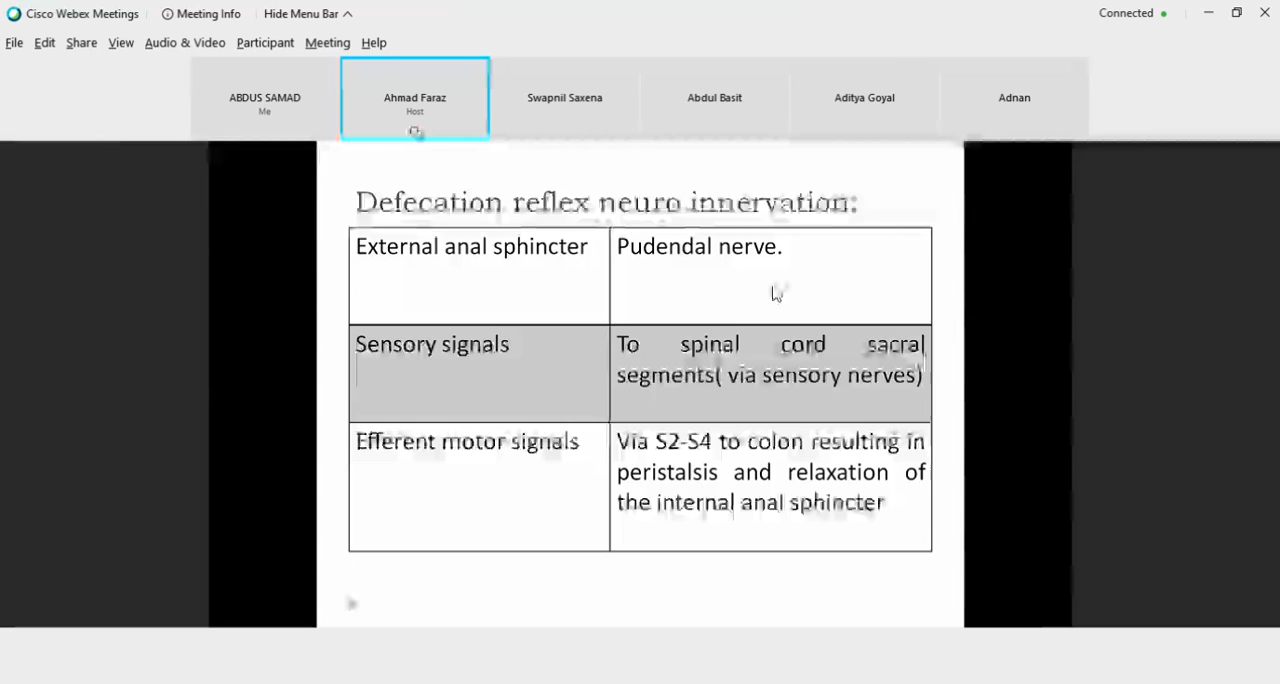 Cisco Webex Meetings Meeting Info Hide Menu Bar Connected
File Edit Share View Audio & Video Participant Meeting Help
ABDUS SAMAD Ahmad Faraz Swapnil Saxena Abdul Basit Aditya Goyal Adnan
Me Host
Defecation reflex neuro innervation:
External anal sphincter Pudendal nerve.
Sensory signals To spinal cord sacral
segments( via sensory nerves)
Efferent motor signals Via S2-S4 to colon resulting in
peristalsis and relaxation of
the internal anal sphincter